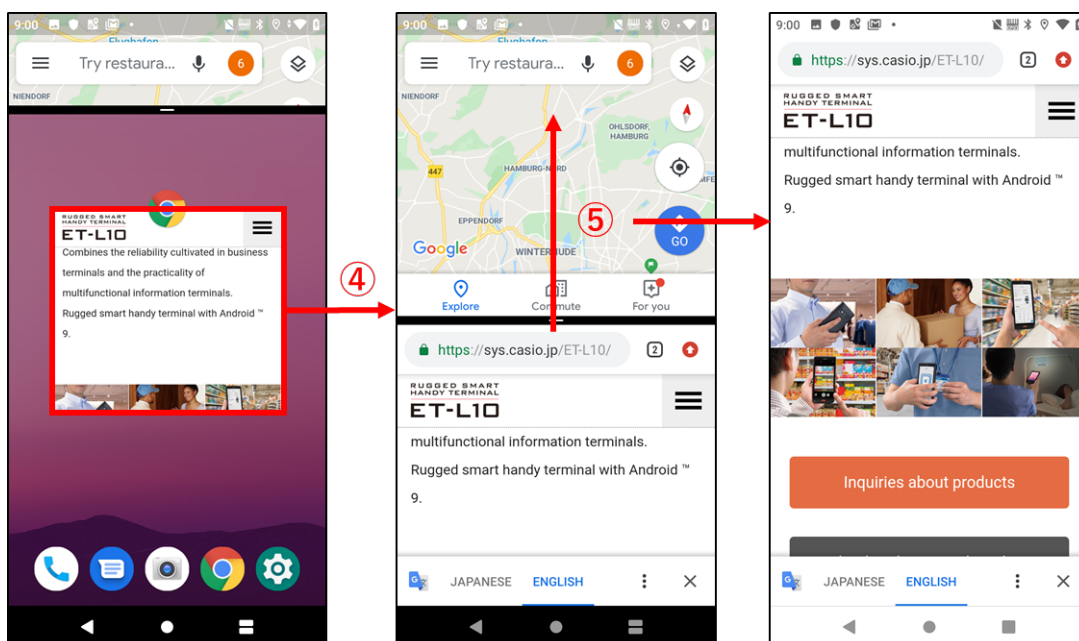 9:00
Flughafen
Try restaura...
6
NIENDORF
RUGGED SMART
HANDY TERMINAL
ET-L10
Combines the reliability cultivated in business
terminals and the practicality of
multifunctional information terminals.
Rugged smart handy terminal with Android ™
9.
④
9:00
Flughafen
Try restaura...
6
NIENDORF
OHLSDORF,
HAMBURG
447
HAMBURG-NORD
EPPENDORF
Google
WINTERHUDE
GO
Explore
Commute
For you
https://sys.casio.jp/ET-L10/
2
RUGGED SMART
HANDY TERMINAL
ET-L10
multifunctional information terminals.
Rugged smart handy terminal with Android ™
9.
JAPANESE
ENGLISH
⑤
9:00
https://sys.casio.jp/ET-L10/
2
RUGGED SMART
HANDY TERMINAL
ET-L10
multifunctional information terminals.
Rugged smart handy terminal with Android ™
9.
Inquiries about products
JAPANESE
ENGLISH